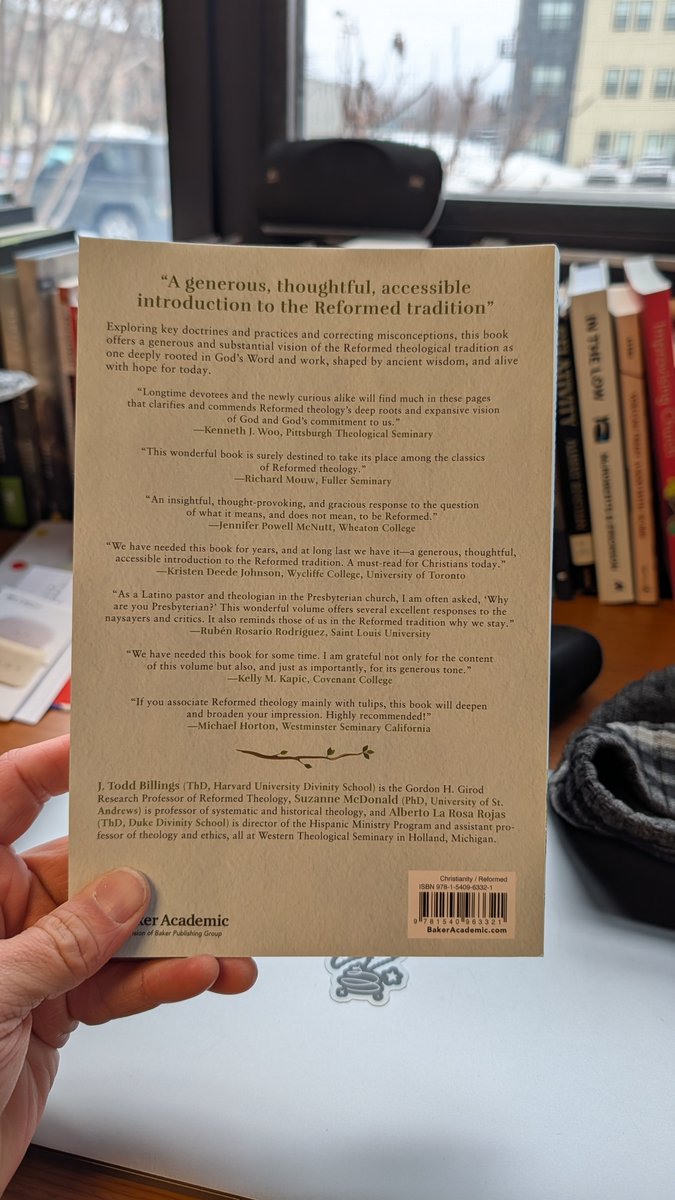 “A generous, thoughtful, accessible
introduction to the Reformed tradition”
Exploring key doctrines and practices and correcting misconceptions, this book
offers a generous and substantial vision of the Reformed theological tradition as
one deeply rooted in God’s Word and work, shaped by ancient wisdom, and alive
with hope for today.
“Longtime devotees and the newly curious alike will find much in these pages
that clarifies and commends Reformed theology’s deep roots and expansive vision
of God and God’s commitment to us.”
—Kenneth J. Woo, Pittsburgh Theological Seminary
“This wonderful book is surely destined to take its place among the classics
of Reformed theology.”
—Richard Mouw, Fuller Seminary
“An insightful, thought-provoking, and gracious response to the question
of what it means, and does not mean, to be Reformed.”
—Jennifer Powell McNutt, Wheaton College
“We have needed this book for years, and at long last we have it—a generous, thoughtful,
accessible introduction to the Reformed tradition. A must-read for Christians today.”
—Kristen Deede Johnson, Wycliffe College, University of Toronto
“As a Latino pastor and theologian in the Presbyterian church, I am often asked, ‘Why
are you Presbyterian?’ This wonderful volume offers several excellent responses to the
naysayers and critics. It also reminds those of us in the Reformed tradition why we stay.”
—Rubén Rosario Rodríguez, Saint Louis University
“We have needed this book for some time. I am grateful not only for the content
of this volume but also, and just as importantly, for its generous tone.”
—Kelly M. Kapic, Covenant College
“If you associate Reformed theology mainly with tulips, this book will deepen
and broaden your impression. Highly recommended!”
—Michael Horton, Westminster Seminary California
J. Todd Billings (ThD, Harvard University Divinity School) is the Gordon H. Girod
Research Professor of Reformed Theology, Suzanne McDonald (PhD, University of St.
Andrews) is professor of systematic and historical theology, and Alberto La Rosa Rojas
(ThD, Duke Divinity School) is director of the Hispanic Ministry Program and assistant pro-
fessor of theology and ethics, all at Western Theological Seminary in Holland, Michigan.
ker Academic
ision of Baker Publishing Group
Christianity / Reformed
ISBN 978-1-5409-6332-1
9 781540 963321
BakerAcademic.com
IN THE LOW